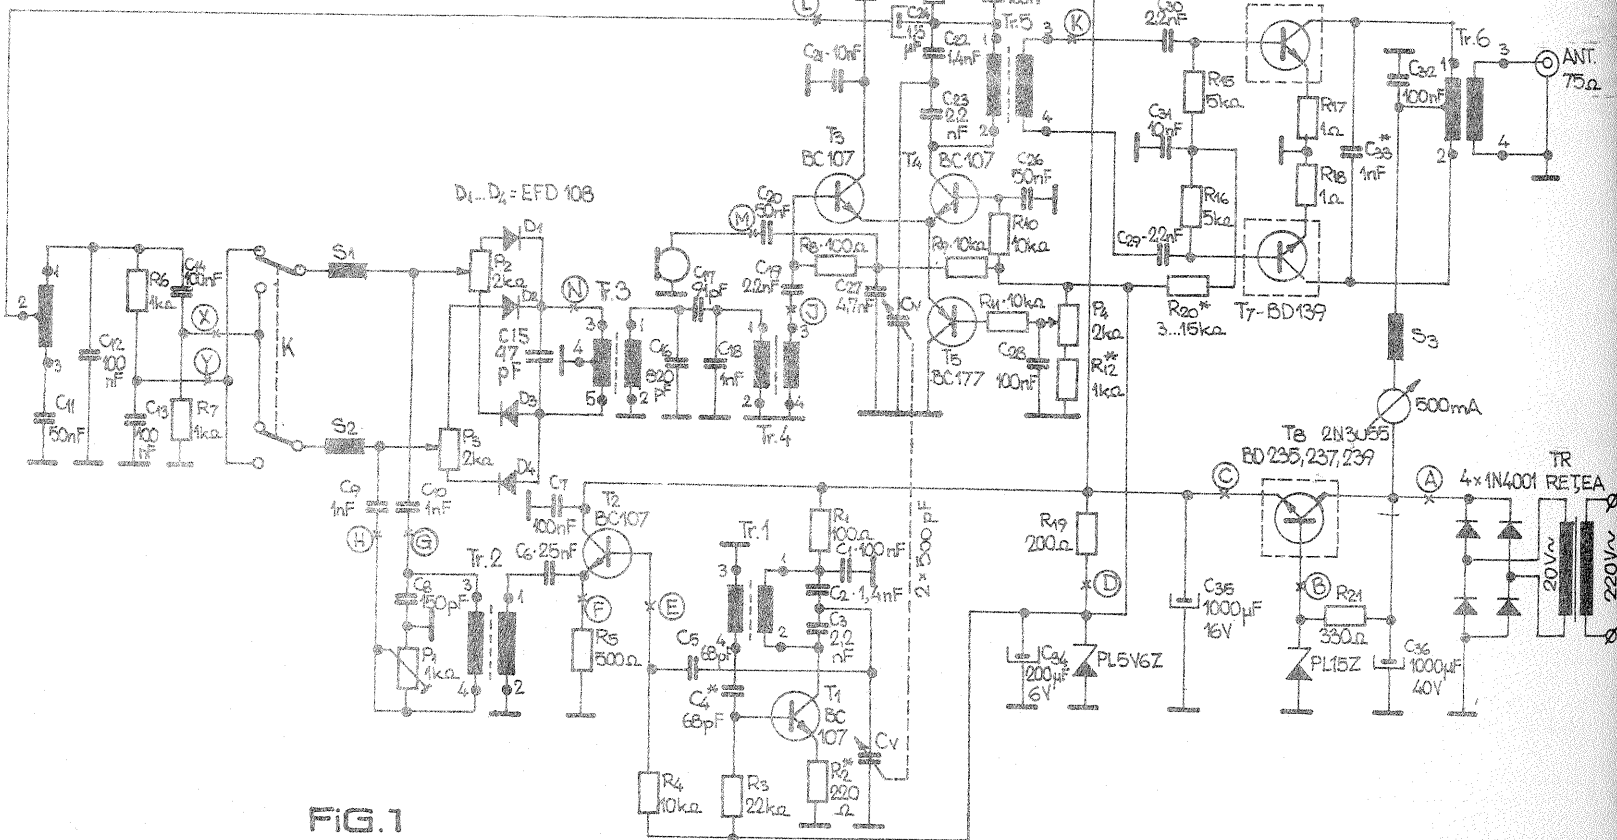 L
C24
1,5
μF
C22
1,4nF
Tr.5
1
2
3
4
K
C30
2,2nF
C21·10nF
C23
2,2
nF
T3
BC107
T4
BC107
C26
50nF
R15
5kΩ
C31
10nF
R16
5kΩ
C29·2,2nF
R17
1Ω
R18
1Ω
C33*
1nF
C32
100nF
Tr.6
1
2
3
4
ANT.
75Ω
T7-BD139
D1...D4=EFD 108
M
C20
50nF
R8·100Ω
R9·10kΩ
R10
10kΩ
C19
22nF
C27
4,7nF
Cv
J
R11·10kΩ
P4
2kΩ
R12*
1kΩ
R20*
3...15kΩ
T5
BC177
C28
100nF
S3
500mA
1
2
3
C11
50nF
C12
100
nF
R6
1kΩ
C14
100nF
X
Y
C13
100
nF
R7
1kΩ
K
S1
S2
P2
2kΩ
D1
D2
C15
47
pF
D3
D4
P3
2kΩ
N
Tr.3
3
4
5
1
2
C16
820
pF
C17
91pF
C18
1nF
1
2
3
4
Tr.4
C9
1nF
C10
1nF
H
G
C8
150pF
P1
1kΩ
Tr.2
3
4
1
2
C7
100nF
T2
BC107
C6·25nF
F
R5
500Ω
E
R4
10kΩ
C5
68pF
C4*
68pF
R3
22kΩ
Tr.1
3
4
1
2
R1
100Ω
C1·100nF
C2·1,4nF
C3
2,2
nF
T1
BC
107
R2*
220
Ω
Cv
2×500pF
R19
200Ω
D
C34
200μF
6V
PL5V6Z
C35
1000μF
16V
C
T8 2N3055
BD 235,237,239
B
R21
330Ω
PL15Z
C36
1000μF
40V
A
4×1N4001
TR
REȚEA
20V~
220V~
FIG.1